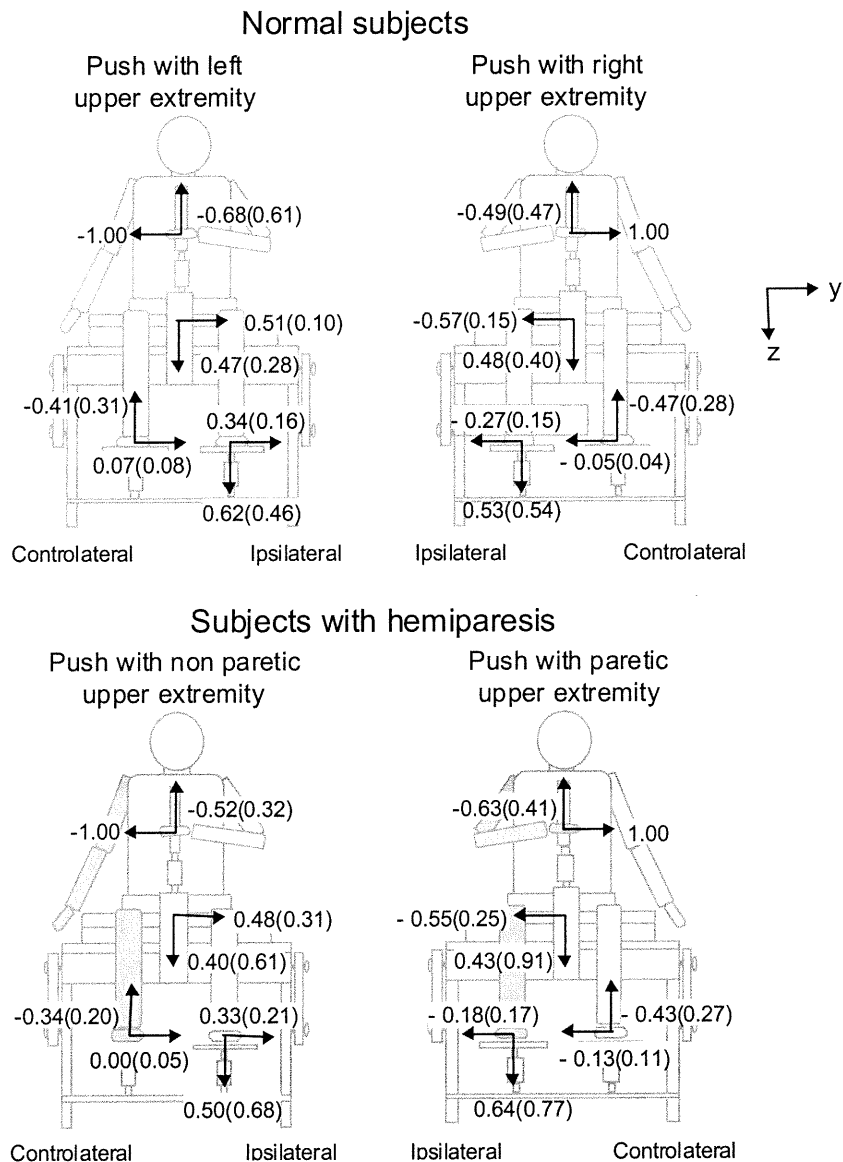 Normal subjects
Push with left
upper extremity
Push with right
upper extremity
-0.68(0.61)
-1.00
-0.49(0.47)
1.00
y
z
0.51(0.10)
0.47(0.28)
-0.57(0.15)
0.48(0.40)
-0.41(0.31)
0.34(0.16)
0.07(0.08)
0.62(0.46)
-0.47(0.28)
- 0.27(0.15)
- 0.05(0.04)
0.53(0.54)
Controlateral
Ipsilateral
Ipsilateral
Controlateral
Subjects with hemiparesis
Push with non paretic
upper extremity
Push with paretic
upper extremity
-0.52(0.32)
-1.00
-0.63(0.41)
1.00
0.48(0.31)
0.40(0.61)
- 0.55(0.25)
0.43(0.91)
-0.34(0.20)
0.33(0.21)
0.00(0.05)
0.50(0.68)
- 0.18(0.17)
- 0.43(0.27)
- 0.13(0.11)
0.64(0.77)
Controlateral
Ipsilateral
Ipsilateral
Controlateral